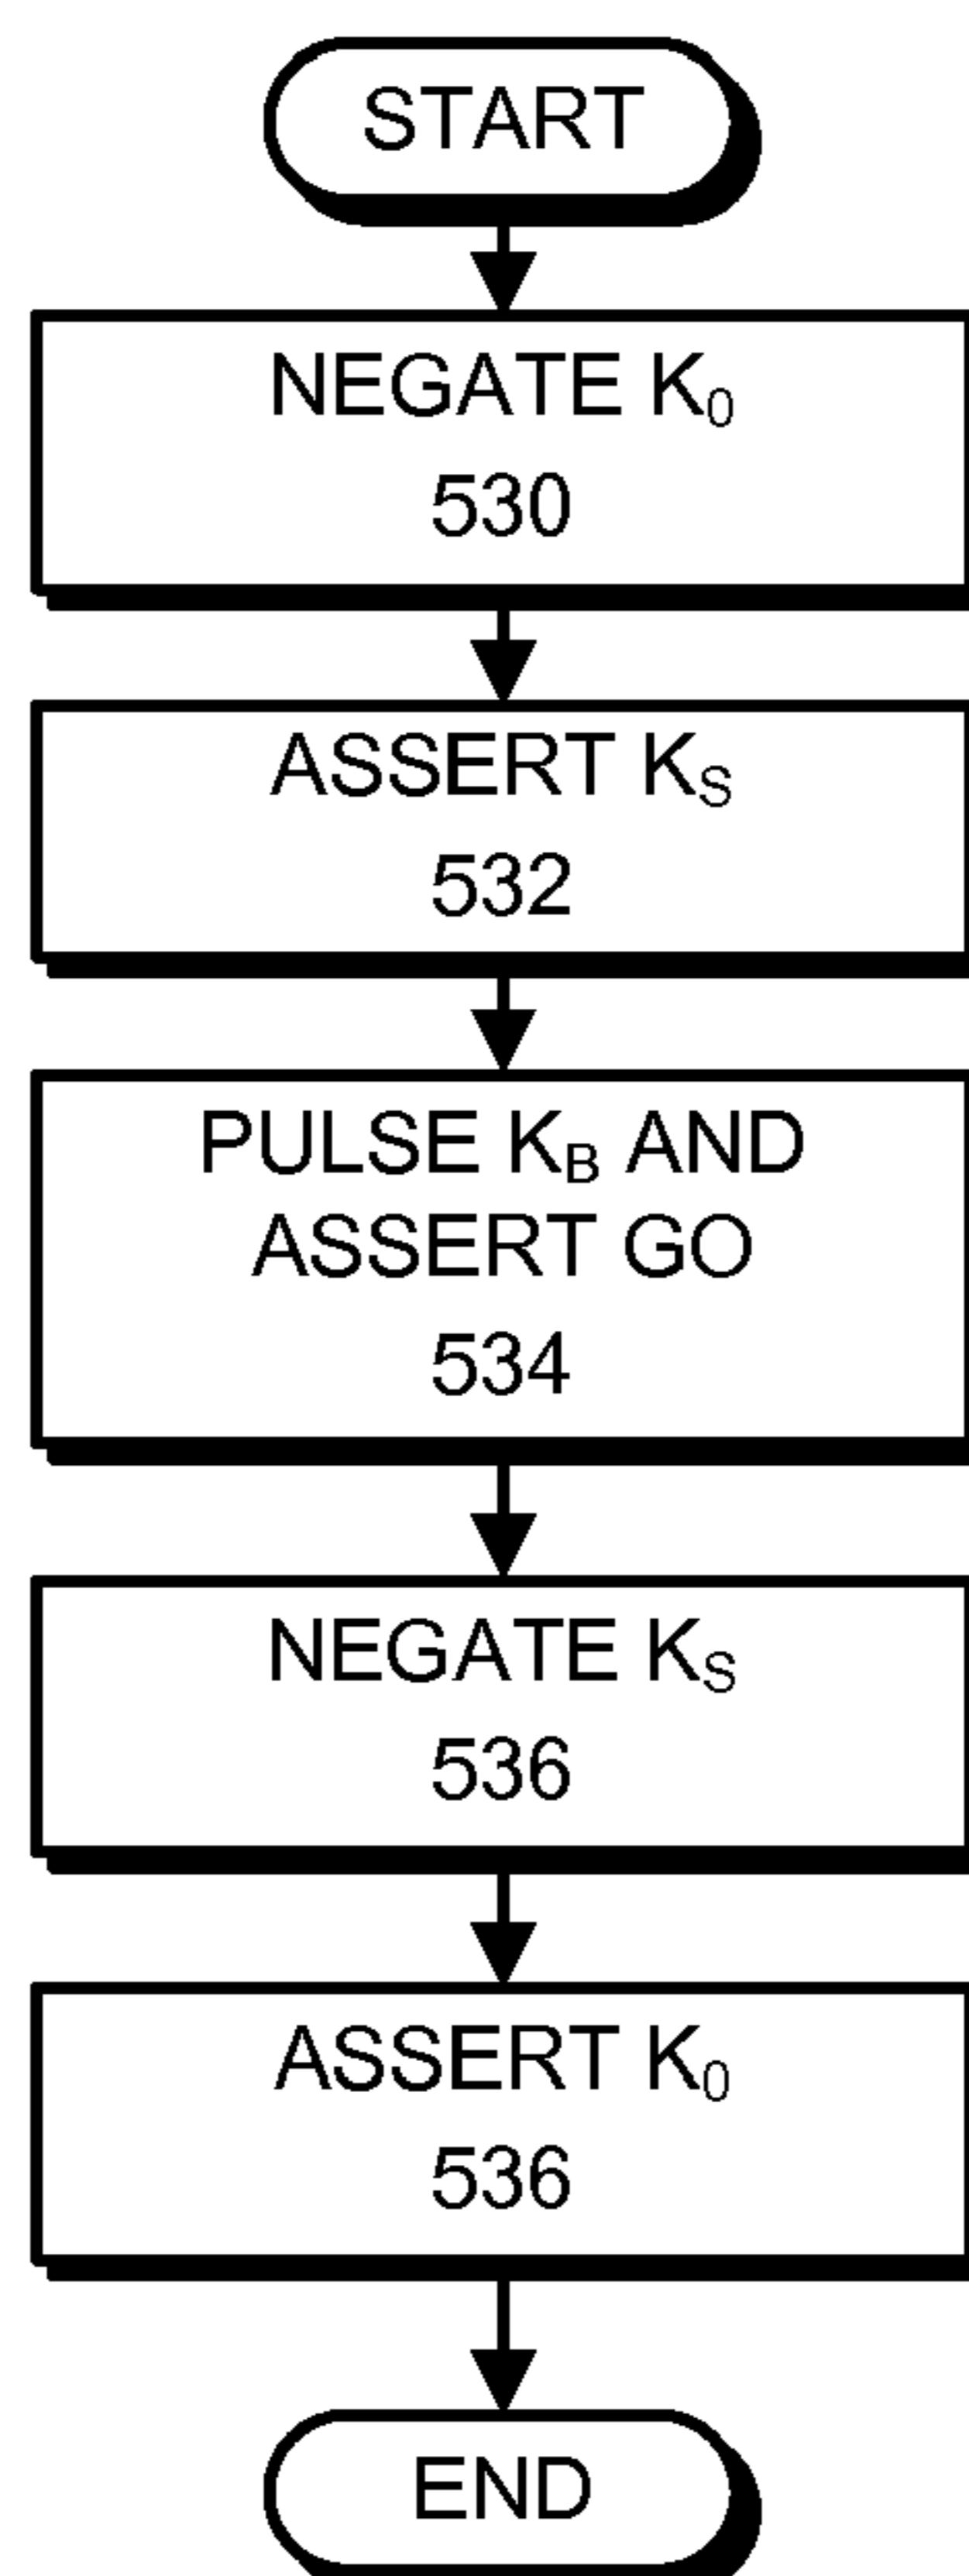 START
NEGATE K₀
530
ASSERT Kₛ
532
PULSE K_B AND
ASSERT GO
534
NEGATE Kₛ
536
ASSERT K₀
536
END